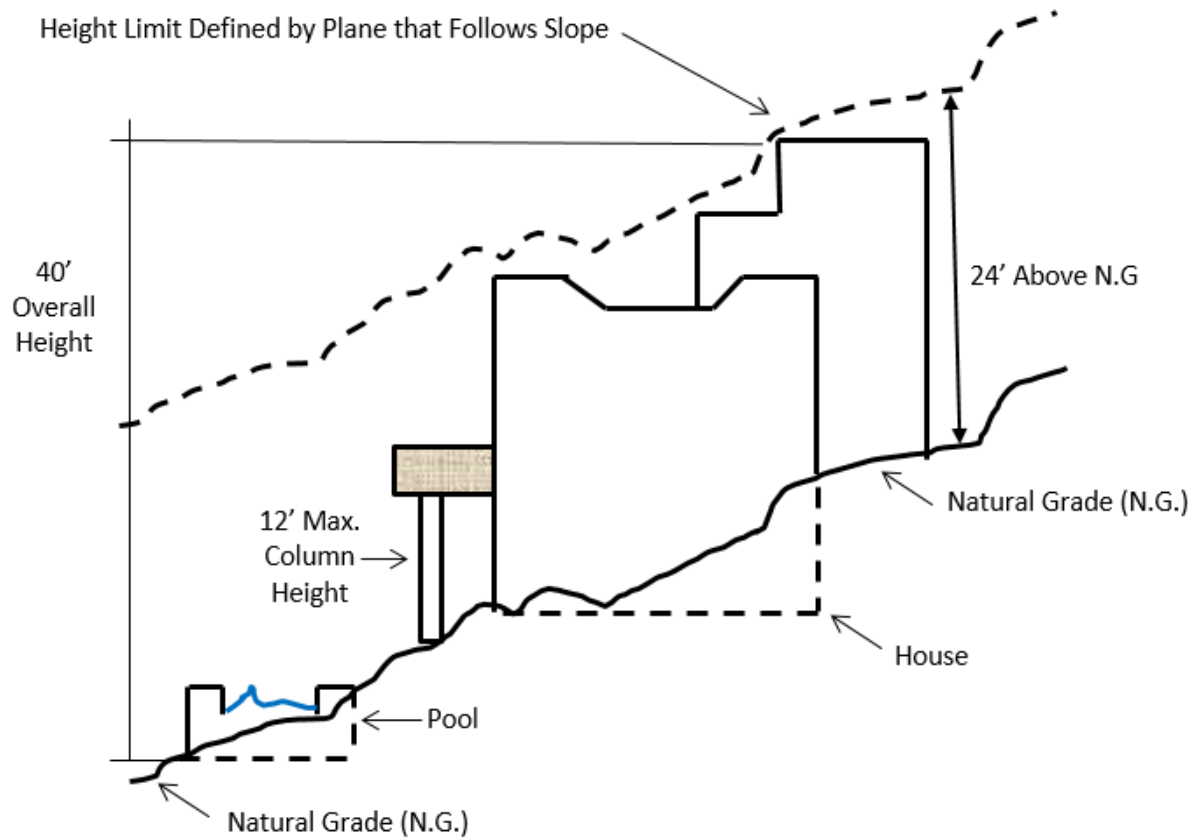 Height Limit Defined by Plane that Follows Slope
40’
Overall
Height
24’ Above N.G
Natural Grade (N.G.)
12’ Max.
Column
Height
House
Pool
Natural Grade (N.G.)